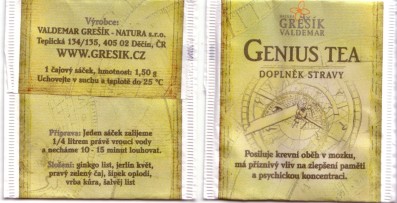 Výrobce:
VALDEMAR GREŠÍK - NATURA s.r.o.
Teplická 134/135, 405 02 Děčín, ČR
WWW.GRESIK.CZ
1 čajový sáček, hmotnost: 1,50 g
Uchovejte v suchu a teplotě do 25 °C
Příprava: Jeden sáček zalijeme
1/4 litrem právě vroucí vody
a necháme 10 - 15 minut louhovat.
Složení: ginkgo list, jerlín květ,
pravý zelený čaj, šípek oplodí,
vrba kůra, šalvěj list
GREŠÍK
VALDEMAR
GENIUS TEA
DOPLNĚK STRAVY
Posiluje krevní oběh v mozku,
má příznivý vliv na zlepšení paměti
a psychickou koncentraci.